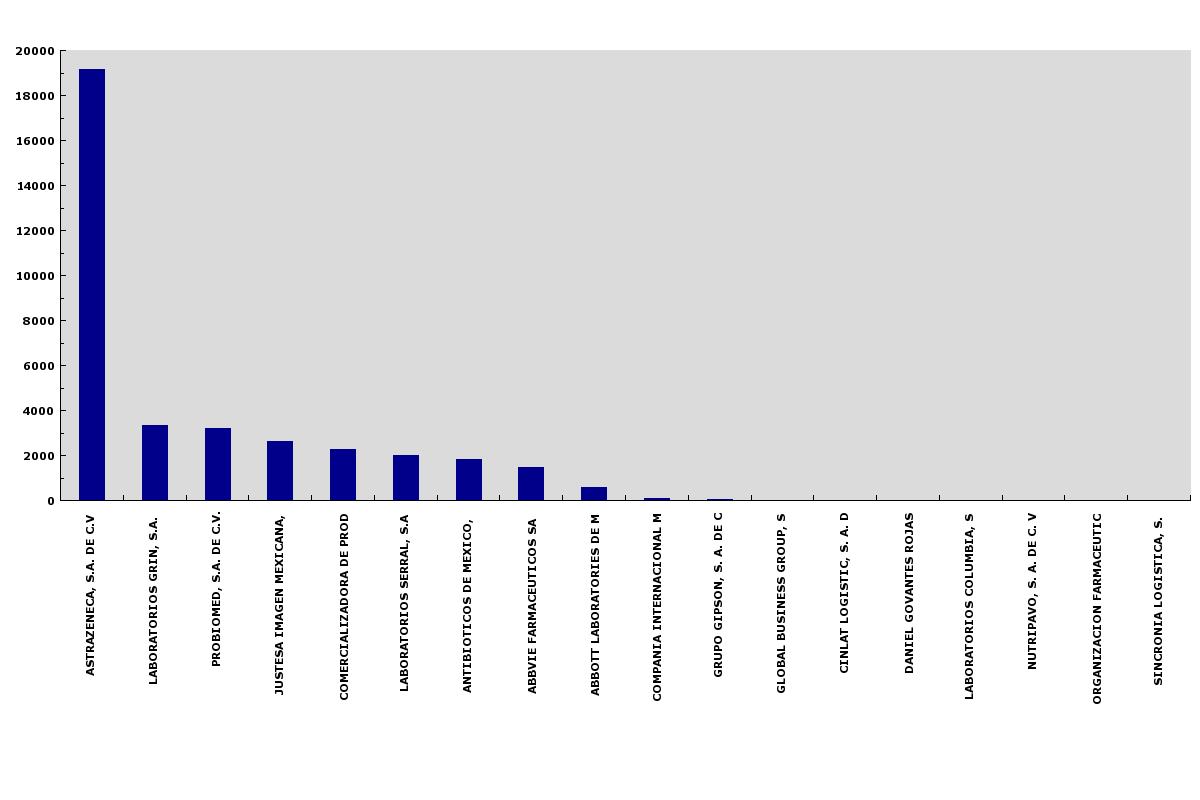 20000
18000
16000
14000
12000
10000
8000
6000
4000
2000
0
ASTRAZENECA, S.A. DE C.V
LABORATORIOS GRIN, S.A.
PROBIOMED, S.A. DE C.V.
JUSTESA IMAGEN MEXICANA,
COMERCIALIZADORA DE PROD
LABORATORIOS SERRAL, S.A
ANTIBIOTICOS DE MEXICO,
ABBVIE FARMACEUTICOS SA
ABBOTT LABORATORIES DE M
COMPANIA INTERNACIONAL M
GRUPO GIPSON, S. A. DE C
GLOBAL BUSINESS GROUP, S
CINLAT LOGISTIC, S. A. D
DANIEL GOVANTES ROJAS
LABORATORIOS COLUMBIA, S
NUTRIPAVO, S. A. DE C. V
ORGANIZACION FARMACEUTIC
SINCRONIA LOGISTICA, S.